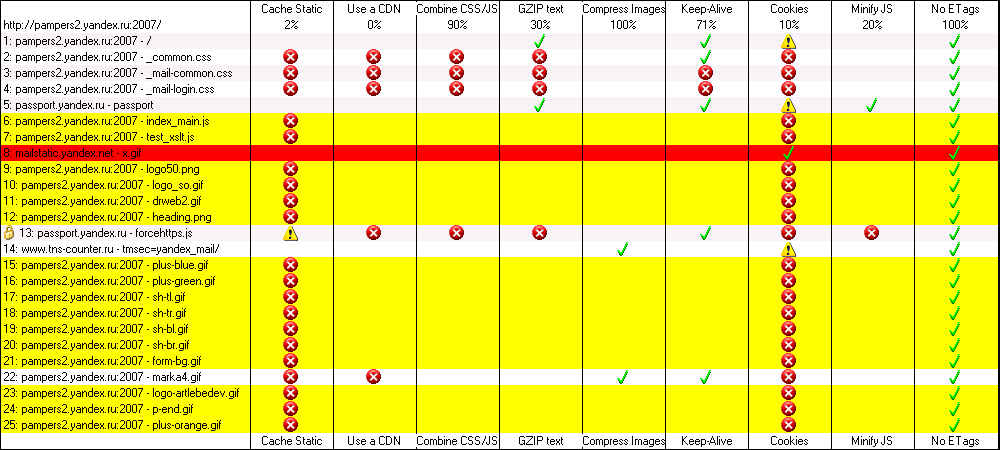 Cache Static Use a CDN Combine CSS/JS GZIP text Compress Images Keep-Alive Cookies Minify JS No ETags
http://pampers2.yandex.ru:2007/ 2% 0% 90% 30% 100% 71% 10% 20% 100%
1: pampers2.yandex.ru:2007 - /
2: pampers2.yandex.ru:2007 - _common.css
3: pampers2.yandex.ru:2007 - _mail-common.css
4: pampers2.yandex.ru:2007 - _mail-login.css
5: passport.yandex.ru - passport
6: pampers2.yandex.ru:2007 - index_main.js
7: pampers2.yandex.ru:2007 - test_xslt.js
8: mailstatic.yandex.net - x.gif
9: pampers2.yandex.ru:2007 - logo50.png
10: pampers2.yandex.ru:2007 - logo_so.gif
11: pampers2.yandex.ru:2007 - drweb2.gif
12: pampers2.yandex.ru:2007 - heading.png
13: passport.yandex.ru - forcehttps.js
14: www.tns-counter.ru - tmsec=yandex_mail/
15: pampers2.yandex.ru:2007 - plus-blue.gif
16: pampers2.yandex.ru:2007 - plus-green.gif
17: pampers2.yandex.ru:2007 - sh-tl.gif
18: pampers2.yandex.ru:2007 - sh-tr.gif
19: pampers2.yandex.ru:2007 - sh-bl.gif
20: pampers2.yandex.ru:2007 - sh-br.gif
21: pampers2.yandex.ru:2007 - form-bg.gif
22: pampers2.yandex.ru:2007 - marka4.gif
23: pampers2.yandex.ru:2007 - logo-artlebedev.gif
24: pampers2.yandex.ru:2007 - p-end.gif
25: pampers2.yandex.ru:2007 - plus-orange.gif
Cache Static Use a CDN Combine CSS/JS GZIP text Compress Images Keep-Alive Cookies Minify JS No ETags